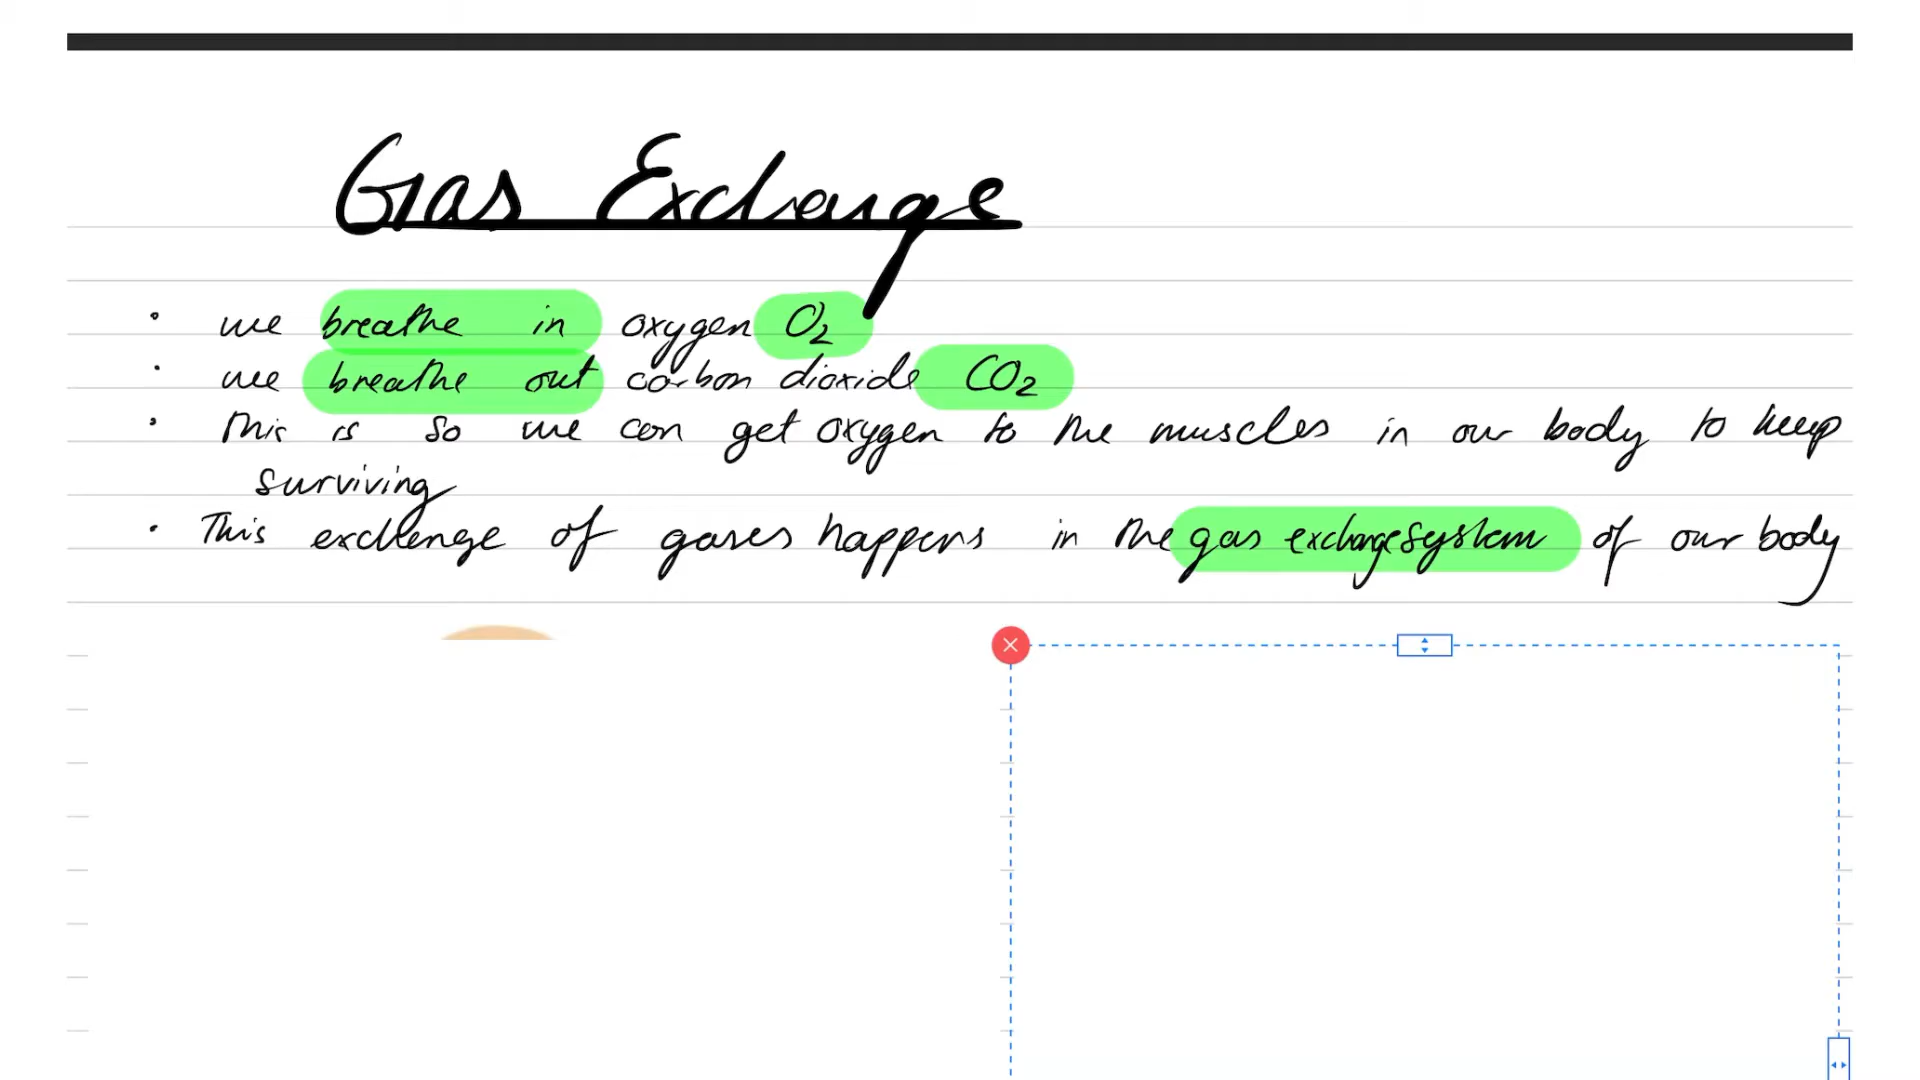 Gas Exchange
• we breathe in oxygen O₂
• we breathe out carbon dioxide CO₂
• This is so we can get oxygen to the muscles in our body to keep
surviving
• This exchange of gases happens in the gas exchange system of our body